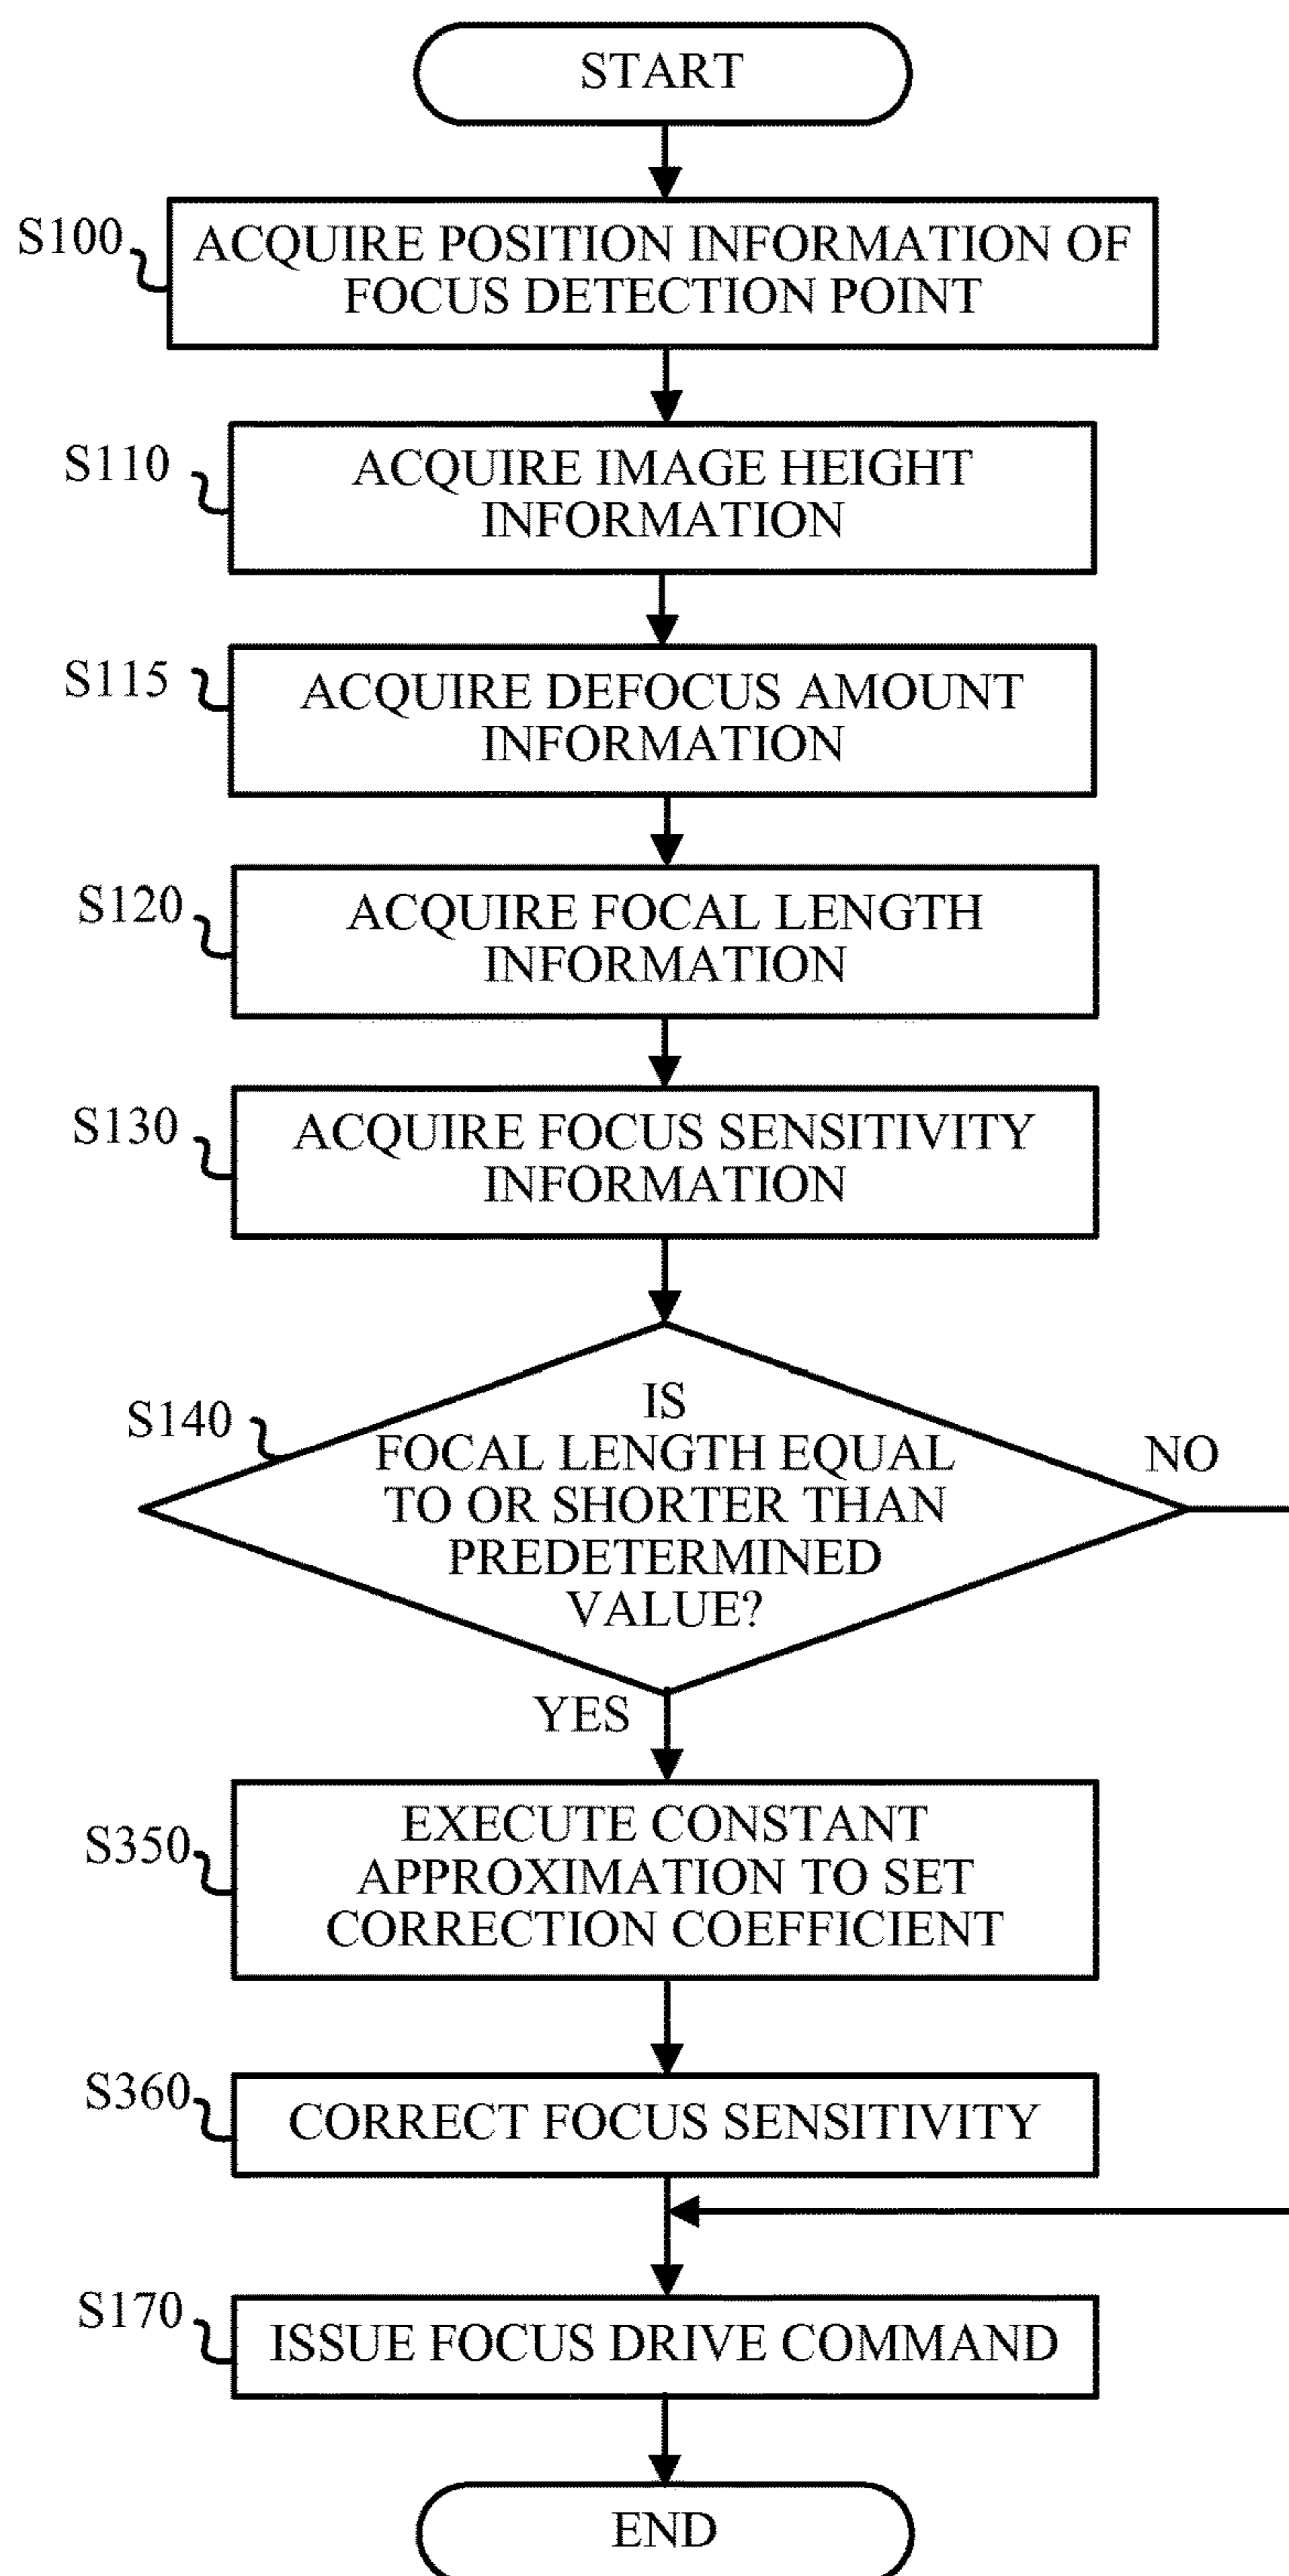 START
S100
ACQUIRE POSITION INFORMATION OF
FOCUS DETECTION POINT
S110
ACQUIRE IMAGE HEIGHT
INFORMATION
S115
ACQUIRE DEFOCUS AMOUNT
INFORMATION
S120
ACQUIRE FOCAL LENGTH
INFORMATION
S130
ACQUIRE FOCUS SENSITIVITY
INFORMATION
S140
IS
FOCAL LENGTH EQUAL
TO OR SHORTER THAN
PREDETERMINED
VALUE?
NO
YES
S350
EXECUTE CONSTANT
APPROXIMATION TO SET
CORRECTION COEFFICIENT
S360
CORRECT FOCUS SENSITIVITY
S170
ISSUE FOCUS DRIVE COMMAND
END